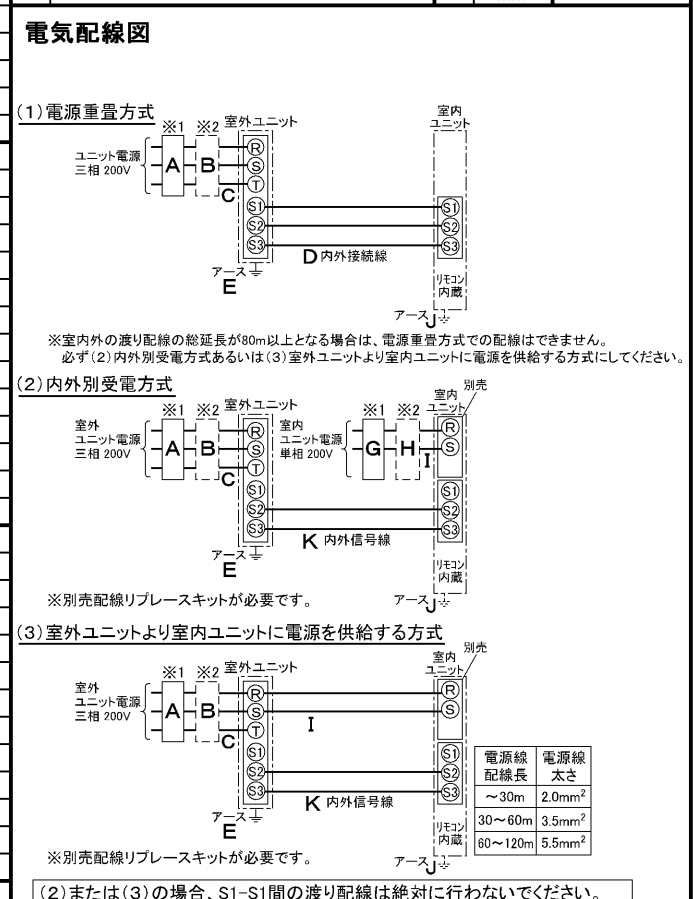 電気配線図
(1)電源重畳方式
※1 ※2 室外ユニット
室内
ユニット
ユニット電源
三相 200V
A B C
R
S
T
S1
S2
S3
S1
S2
S3
D 内外接続線
アース
E
リモコン
内蔵
アース J
※室内外の渡り配線の総延長が80m以上となる場合は、電源重畳方式での配線はできません。
必ず(2)内外別受電方式あるいは(3)室外ユニットより室内ユニットに電源を供給する方式にしてください。
(2)内外別受電方式
※1 ※2 室外ユニット
室外
ユニット電源
三相 200V
A B C
R
S
T
S1
S2
S3
※1 ※2
室内
ユニット電源
単相 200V
G H I
室内
ユニット
別売
R
S
S1
S2
S3
K 内外信号線
アース
E
リモコン
内蔵
アース J
※別売配線リプレースキットが必要です。
(3)室外ユニットより室内ユニットに電源を供給する方式
※1 ※2 室外ユニット
室外
ユニット電源
三相 200V
A B C
R
S
T
S1
S2
S3
I
室内
ユニット
別売
R
S
S1
S2
S3
K 内外信号線
アース
E
リモコン
内蔵
アース J
電源線 電源線
配線長 太さ
~30m 2.0mm²
30~60m 3.5mm²
60~120m 5.5mm²
※別売配線リプレースキットが必要です。
(2)または(3)の場合、S1-S1間の渡り配線は絶対に行わないでください。